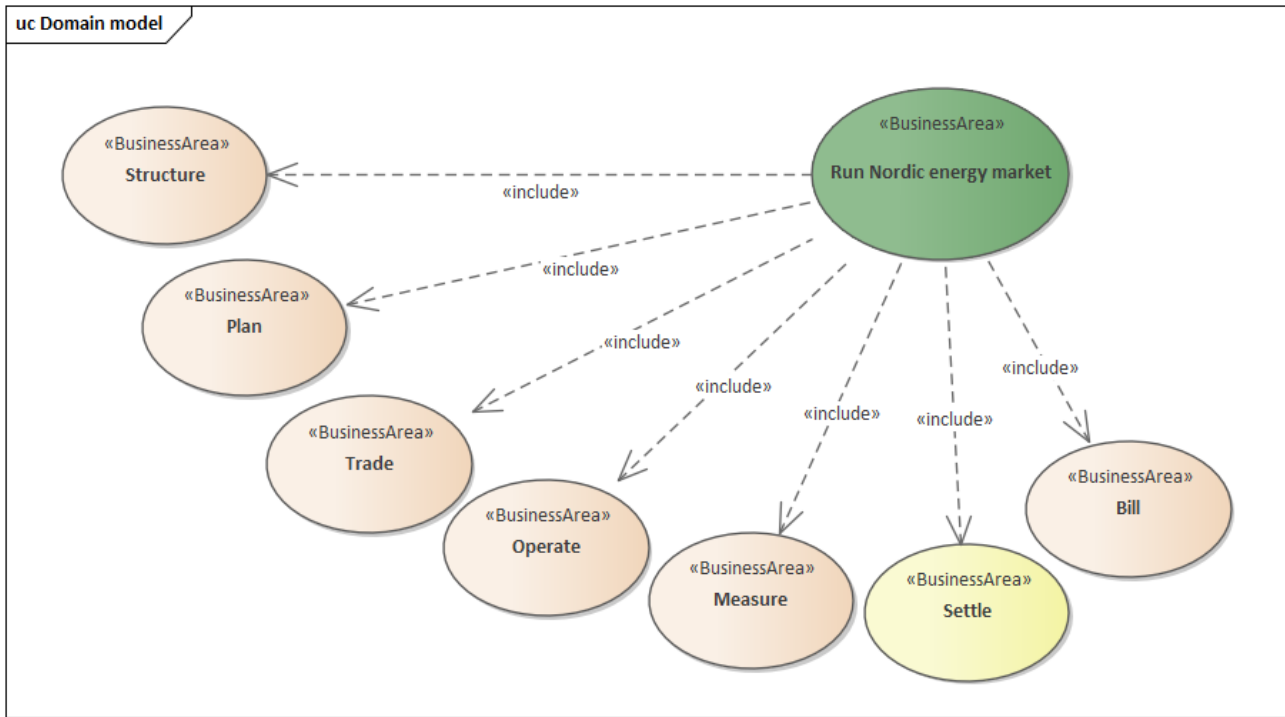 uc Domain model
«BusinessArea»
Run Nordic energy market
«BusinessArea»
Structure
«include»
«BusinessArea»
Plan
«include»
«BusinessArea»
Trade
«include»
«BusinessArea»
Operate
«include»
«BusinessArea»
Measure
«include»
«BusinessArea»
Settle
«include»
«BusinessArea»
Bill
«include»